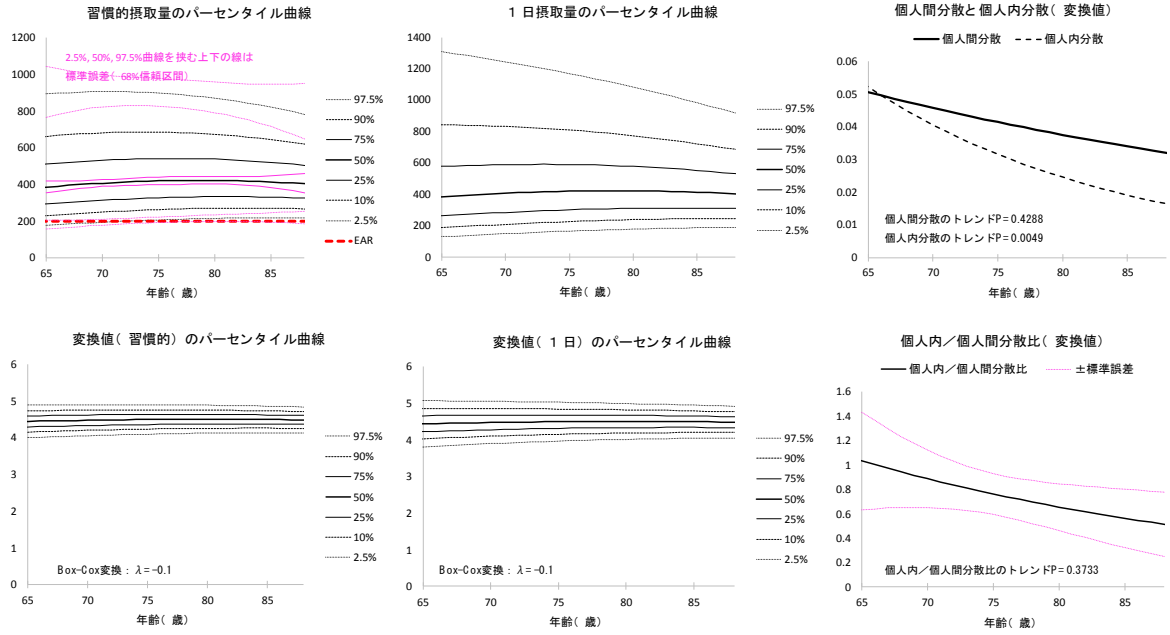 習慣的摂取量のパーセンタイル曲線
1200
1000
800
600
400
200
0
2.5%, 50%, 97.5%曲線を挟む上下の線は
標準誤差(~68%信頼区間)
97.5%
90%
75%
50%
25%
10%
2.5%
EAR
65 70 75 80 85
年齢( 歳)
1 日摂取量のパーセンタイル曲線
1400
1200
1000
800
600
400
200
0
97.5%
90%
75%
50%
25%
10%
2.5%
65 70 75 80 85
年齢( 歳)
個人間分散と個人内分散( 変換値)
個人間分散 個人内分散
0.06
0.05
0.04
0.03
0.02
0.01
0
個人間分散のトレンドP=0.4288
個人内分散のトレンドP=0.0049
65 70 75 80 85
年齢( 歳)
変換値( 習慣的) のパーセンタイル曲線
6
5
4
3
2
1
0
97.5%
90%
75%
50%
25%
10%
2.5%
Box-Cox変換: λ=-0.1
65 70 75 80 85
年齢( 歳)
変換値( 1 日) のパーセンタイル曲線
6
5
4
3
2
1
0
97.5%
90%
75%
50%
25%
10%
2.5%
Box-Cox変換: λ=-0.1
65 70 75 80 85
年齢( 歳)
個人内/個人間分散比( 変換値)
個人内/個人間分散比 ±標準誤差
1.6
1.4
1.2
1
0.8
0.6
0.4
0.2
0
個人内/個人間分散比のトレンドP=0.3733
65 70 75 80 85
年齢( 歳)